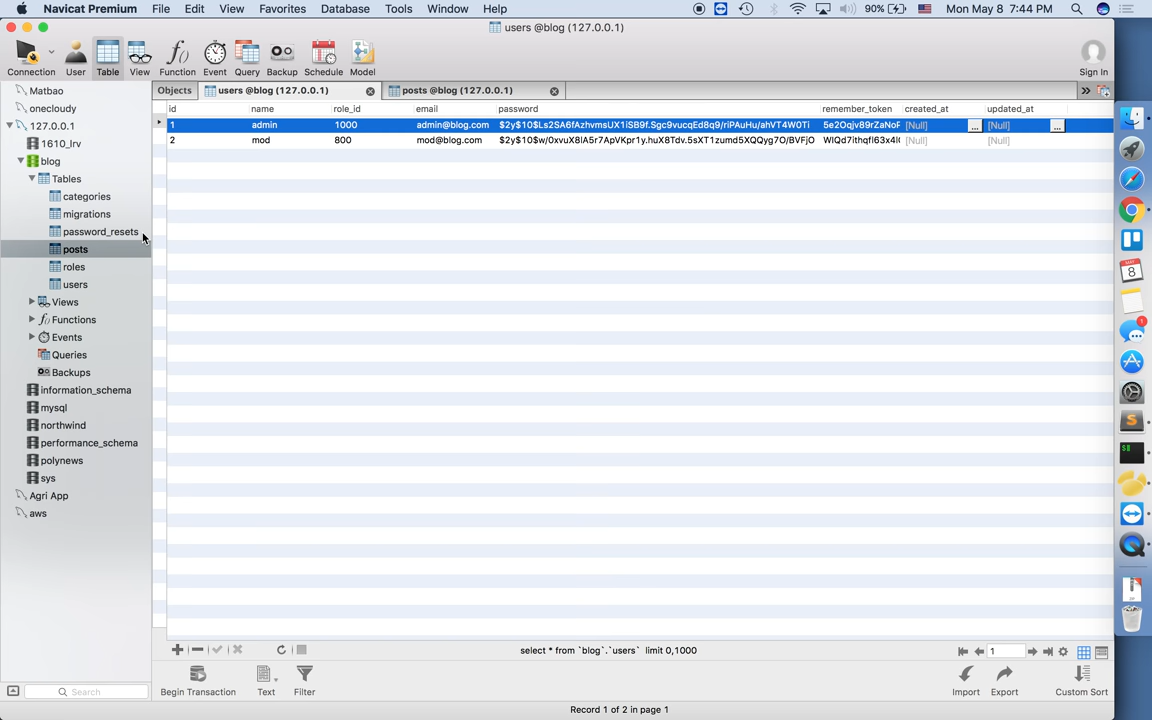 Navicat Premium File Edit View Favorites Database Tools Window Help 90% Mon May 8 7:44 PM
users @blog (127.0.0.1)
Connection User Table View Function Event Query Backup Schedule Model Sign In
Objects users @blog (127.0.0.1) posts @blog (127.0.0.1)
id name role_id email password remember_token created_at updated_at
1 admin 1000 admin@blog.com 5e2Oqjv89rZaNoF [Null] ... [Null] ...
2 mod 800 mod@blog.com [Null] [Null]
Matbao
onecloudy
127.0.0.1
1610_lrv
blog
Tables
categories
migrations
password_resets
posts
roles
users
Views
Functions
Events
Queries
Backups
information_schema
mysql
northwind
performance_schema
polynews
sys
Agri App
aws
MAY
8
1
$
select * from `blog`.`users` limit 0,1000
1
Search
Begin Transaction Text Filter Import Export Custom Sort
Record 1 of 2 in page 1